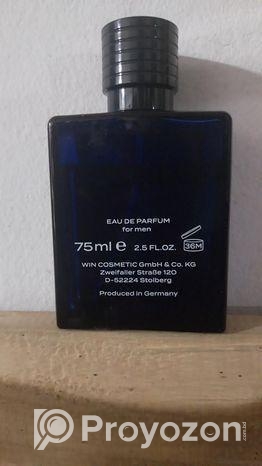 EAU DE PARFUM
for men
75ml e 2.5 FL.OZ. 36M
WIN COSMETIC GmbH & Co. KG
Zweifaller Straße 120
D-52224 Stolberg
Produced in Germany
Proyozon